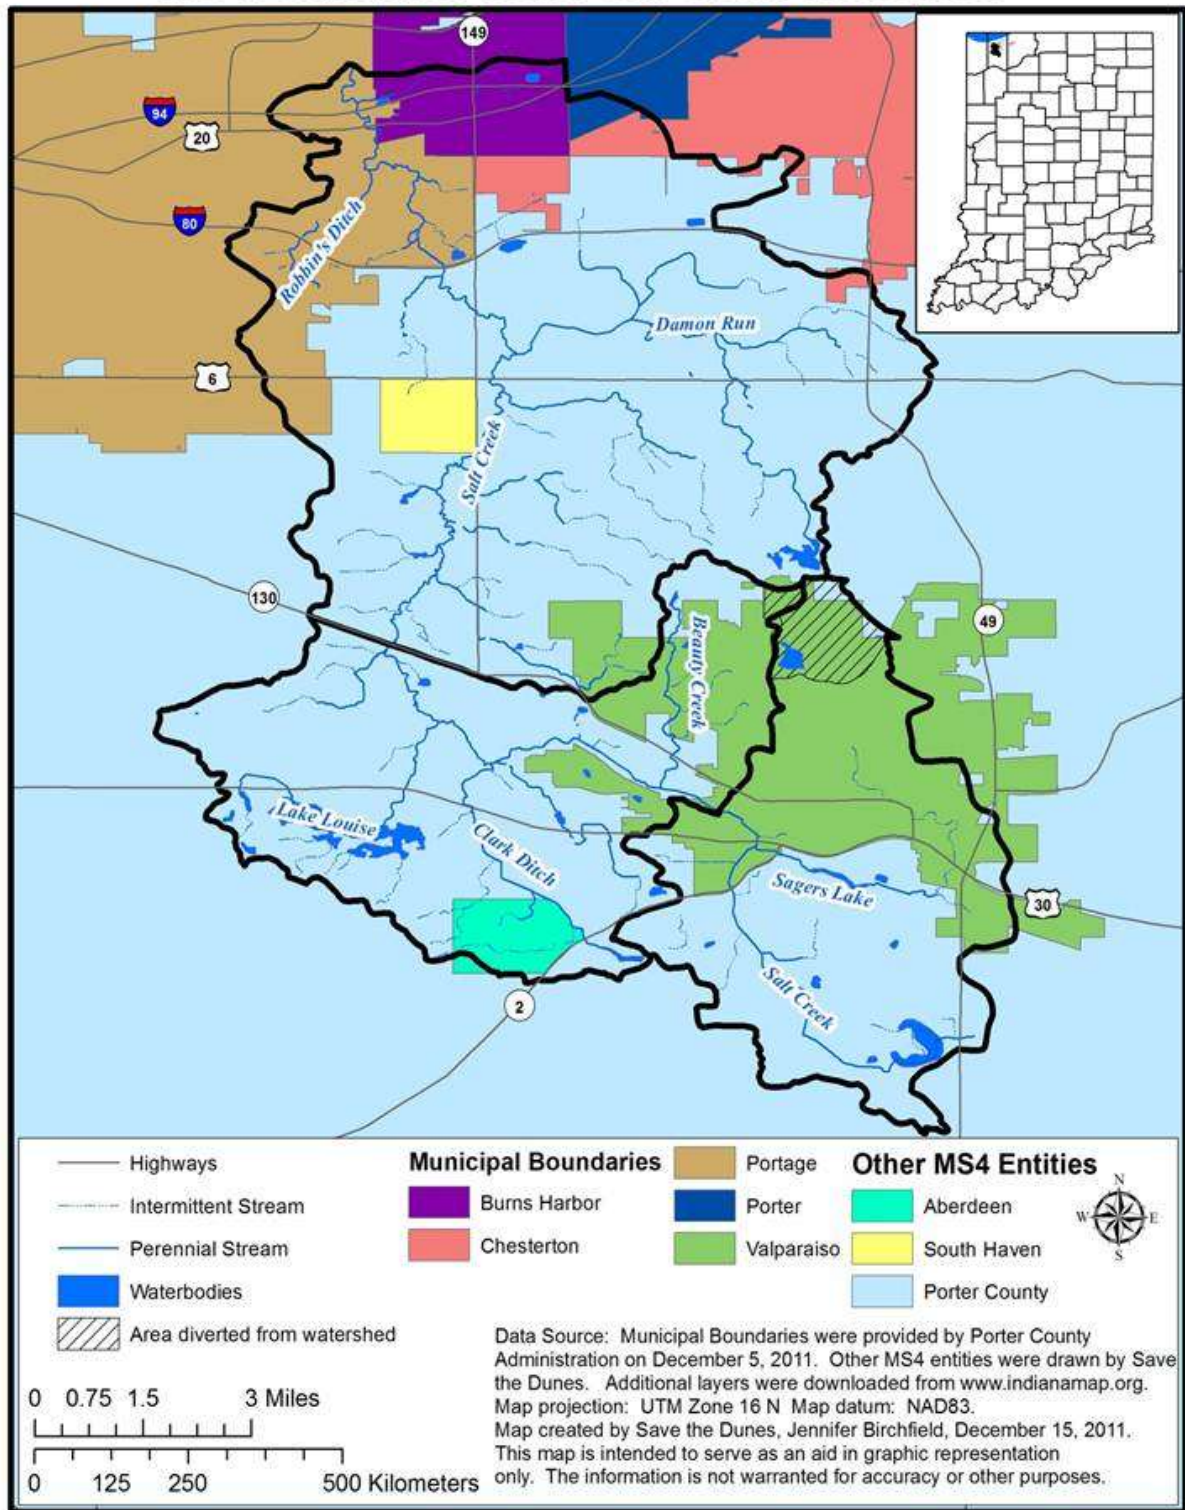 149
94
20
80
Robbin's Ditch
Damon Run
6
Salt Creek
130
49
Beauty Creek
Lake Louise
Clark Ditch
Sagers Lake
30
Salt Creek
2
Highways
Intermittent Stream
Perennial Stream
Waterbodies
Area diverted from watershed
Municipal Boundaries
Burns Harbor
Chesterton
Portage
Porter
Valparaiso
Other MS4 Entities
Aberdeen
South Haven
Porter County
N
W E
S
0 0.75 1.5 3 Miles
0 125 250 500 Kilometers
Data Source: Municipal Boundaries were provided by Porter County
Administration on December 5, 2011. Other MS4 entities were drawn by Save
the Dunes. Additional layers were downloaded from www.indianamap.org.
Map projection: UTM Zone 16 N Map datum: NAD83.
Map created by Save the Dunes, Jennifer Birchfield, December 15, 2011.
This map is intended to serve as an aid in graphic representation
only. The information is not warranted for accuracy or other purposes.